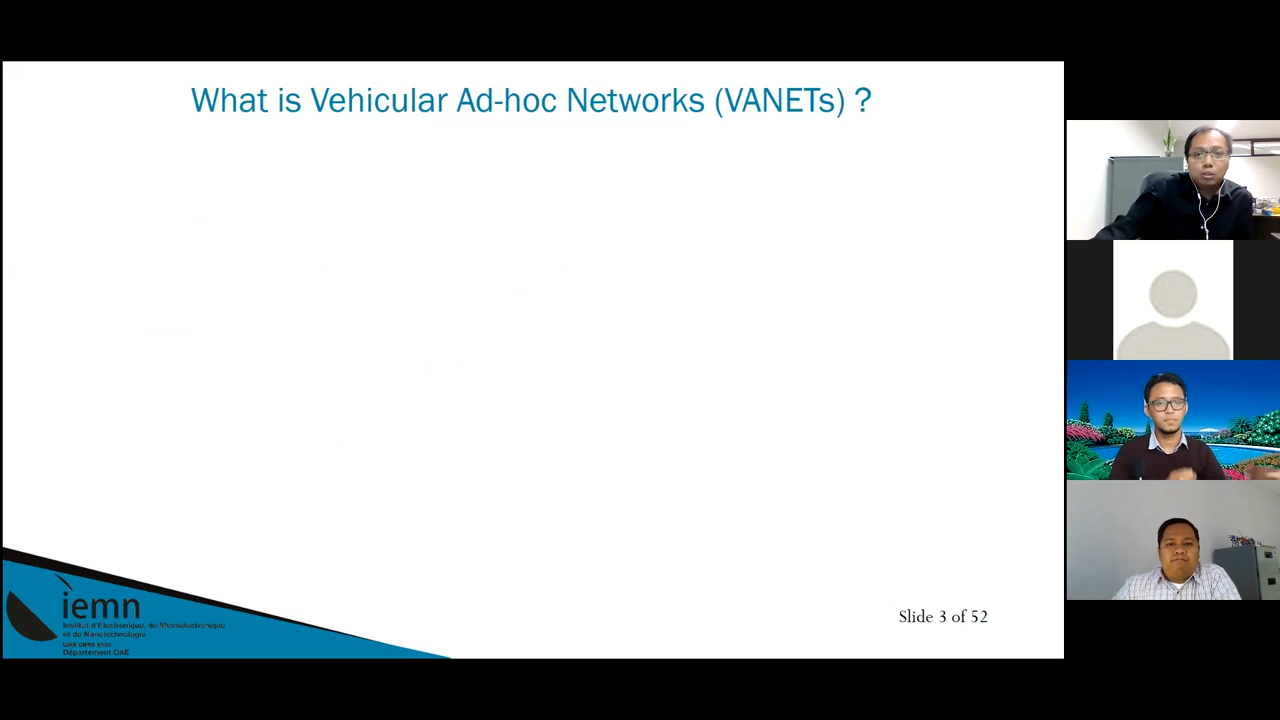 What is Vehicular Ad-hoc Networks (VANETs) ?
iemn
Institut d'Electronique, de Microélectronique
et de Nanotechnologie
UMR CNRS 8520
Département OAE
Slide 3 of 52